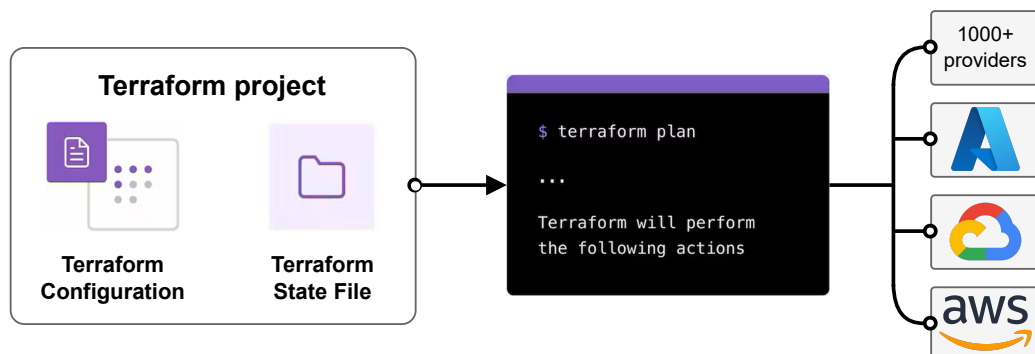 Terraform project
Terraform
Configuration
Terraform
State File
$ terraform plan
...
Terraform will perform
the following actions
1000+
providers
aws